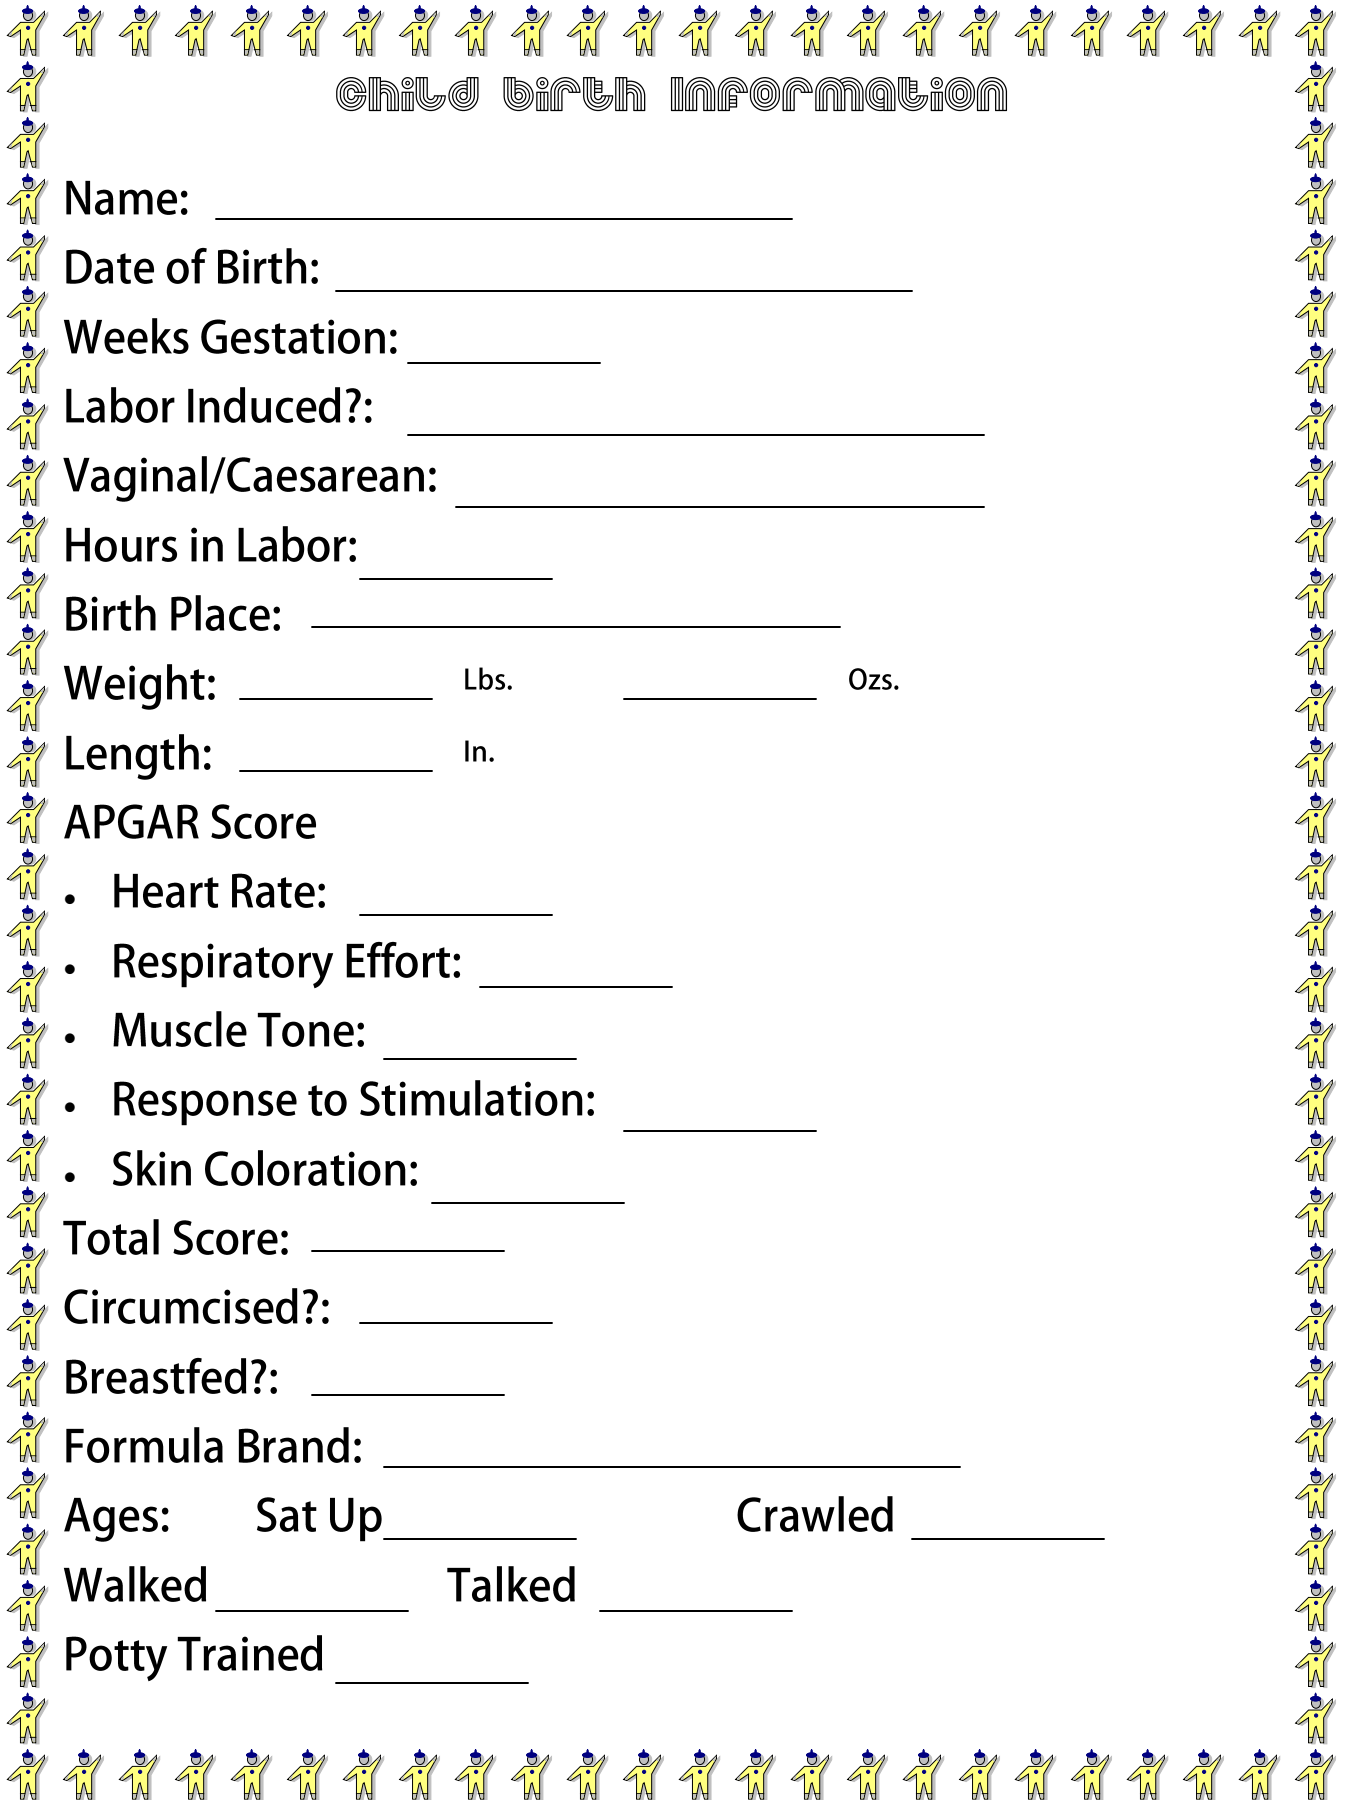 Child Birth Information
Name:
Date of Birth:
Weeks Gestation:
Labor Induced?:
Vaginal/Caesarean:
Hours in Labor:
Birth Place:
Weight: Lbs. Ozs.
Length: In.
APGAR Score
• Heart Rate:
• Respiratory Effort:
• Muscle Tone:
• Response to Stimulation:
• Skin Coloration:
Total Score:
Circumcised?:
Breastfed?:
Formula Brand:
Ages: Sat Up Crawled
Walked Talked
Potty Trained